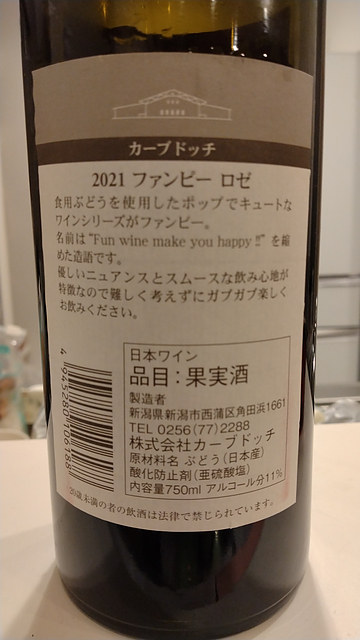 カーブドッチ
2021 ファンピー ロゼ
食用ぶどうを使用したポップでキュートな
ワインシリーズがファンピー。
名前は“Fun wine make you happy !!”を縮
めた造語です。
優しいニュアンスとスムースな飲み心地が
特徴なので難しく考えずにガブガブ楽しく
お飲みください。
日本ワイン
品目：果実酒
製造者
新潟県新潟市西蒲区角田浜1661
TEL 0256(77)2288
株式会社カーブドッチ
原材料名 ぶどう(日本産)
酸化防止剤(亜硫酸塩)
内容量750ml アルコール分11%
4945280106188
20歳未満の者の飲酒は法律で禁じられています。